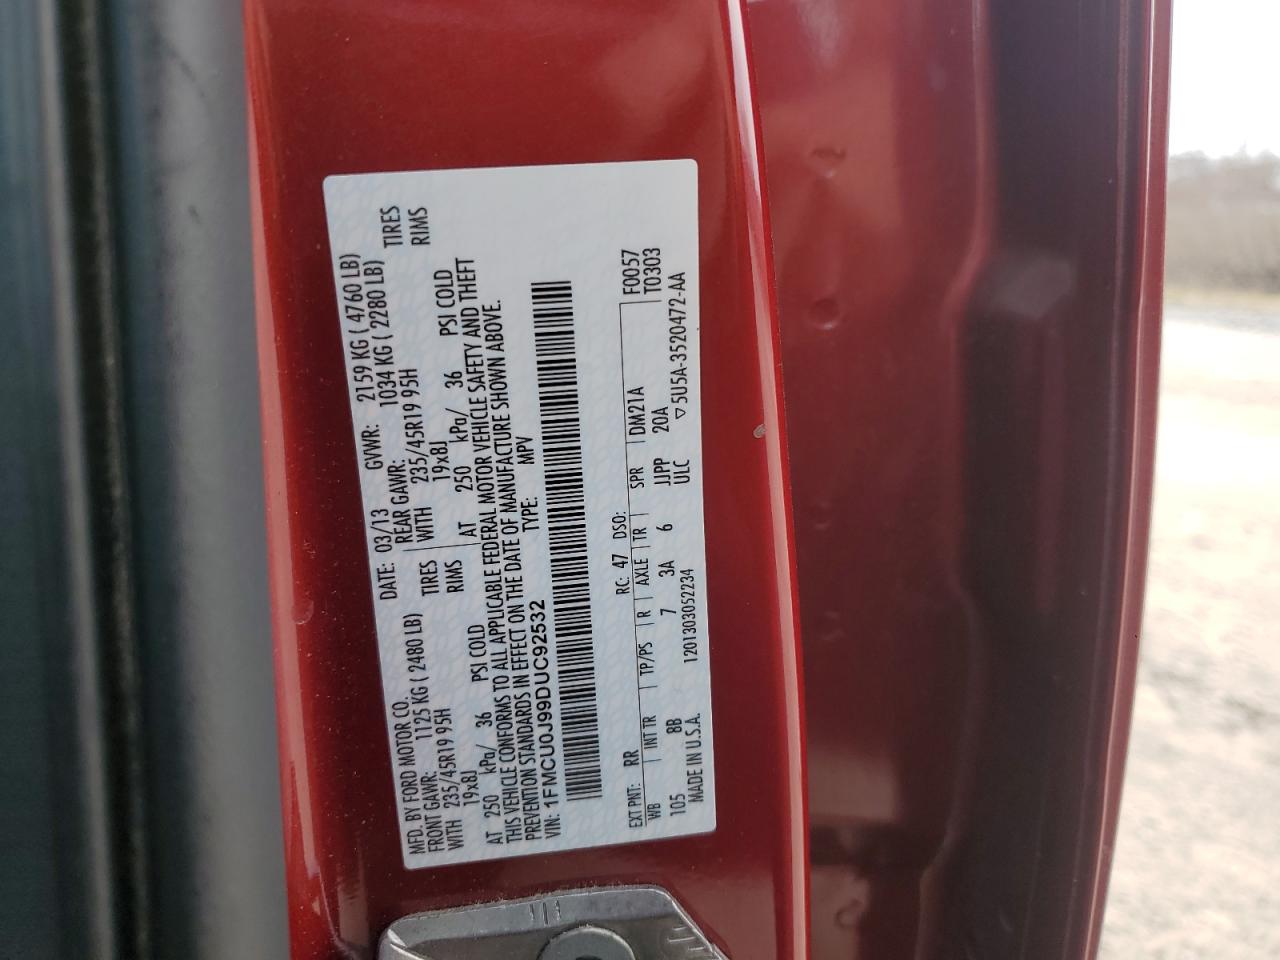 MFD. BY FORD MOTOR CO. DATE: 03/13 GVWR: 2159 KG ( 4760 LB)
FRONT GAWR: 1125 KG ( 2480 LB) REAR GAWR: 1034 KG ( 2280 LB)
WITH 235/45R19 95H TIRES WITH 235/45R19 95H TIRES
19x8J RIMS 19x8J RIMS
AT 250 kPa/ 36 PSI COLD AT 250 kPa/ 36 PSI COLD
THIS VEHICLE CONFORMS TO ALL APPLICABLE FEDERAL MOTOR VEHICLE SAFETY AND THEFT
PREVENTION STANDARDS IN EFFECT ON THE DATE OF MANUFACTURE SHOWN ABOVE.
VIN: 1FMCU0J99DUC92532 TYPE: MPV
EXT PNT: RR RC: 47 DSO: F0057
WB INT TR TP/PS R AXLE TR SPR DM21A T0303
105 8B 7 3A 6 JJPP 20A
MADE IN U.S.A. 1201303052234 ULC ▽5U5A-3520472-AA